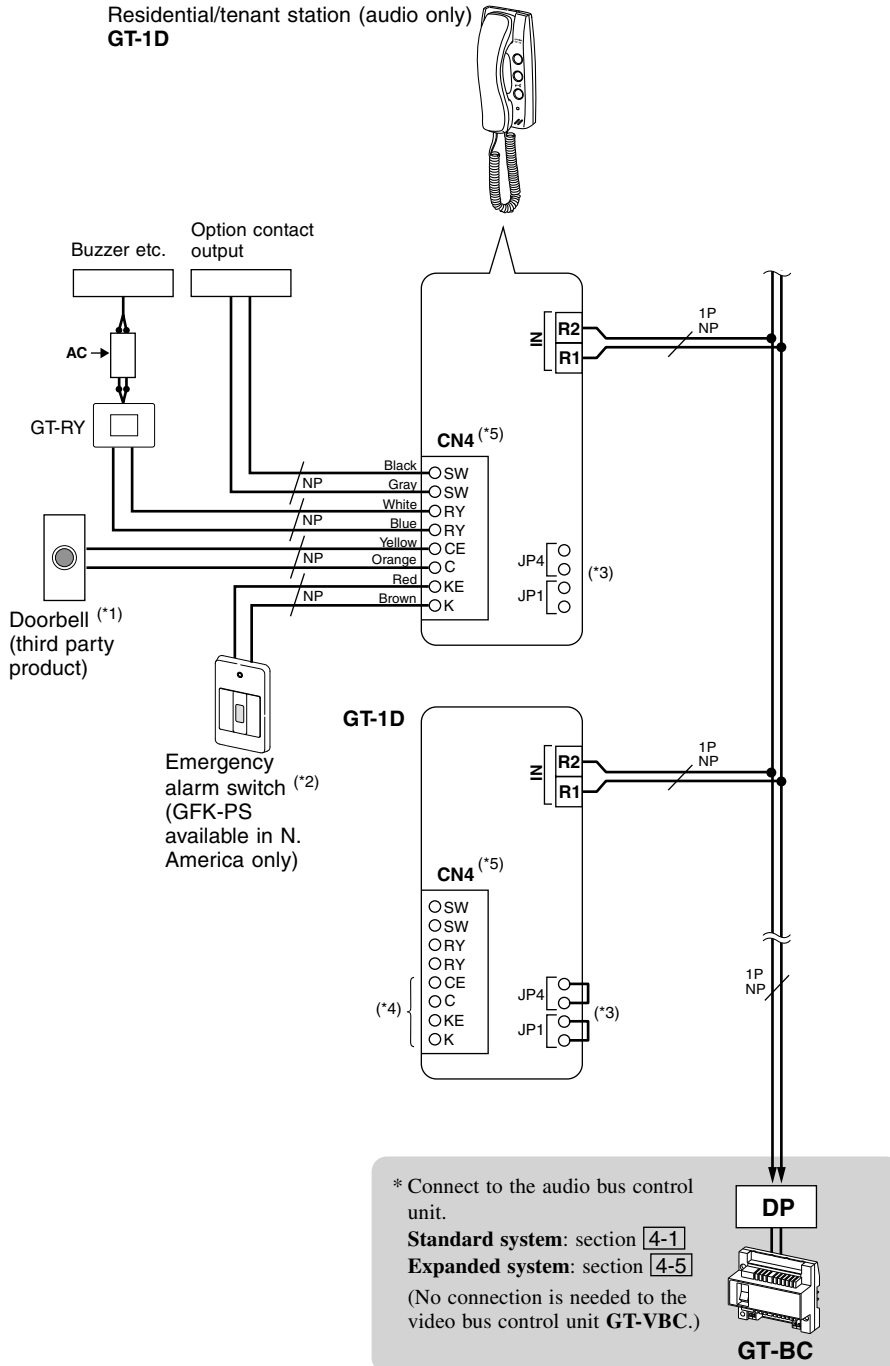 Residential/tenant station (audio only)
GT-1D
Option contact
output
Buzzer etc.
AC
GT-RY
IN
R2
R1
1P
NP
CN4 (*5)
Black
SW
NP
Gray
SW
White
RY
NP
Blue
RY
Yellow
CE
NP
Orange
C
Red
KE
NP
Brown
K
JP4
JP1
(*3)
Doorbell (*1)
(third party
product)
Emergency
alarm switch (*2)
(GFK-PS
available in N.
America only)
GT-1D
IN
R2
R1
1P
NP
CN4 (*5)
SW
SW
RY
RY
CE
C
KE
K
(*4)
JP4
JP1
(*3)
1P
NP
* Connect to the audio bus control
unit.
Standard system: section 4-1
Expanded system: section 4-5
(No connection is needed to the
video bus control unit GT-VBC.)
DP
GT-BC